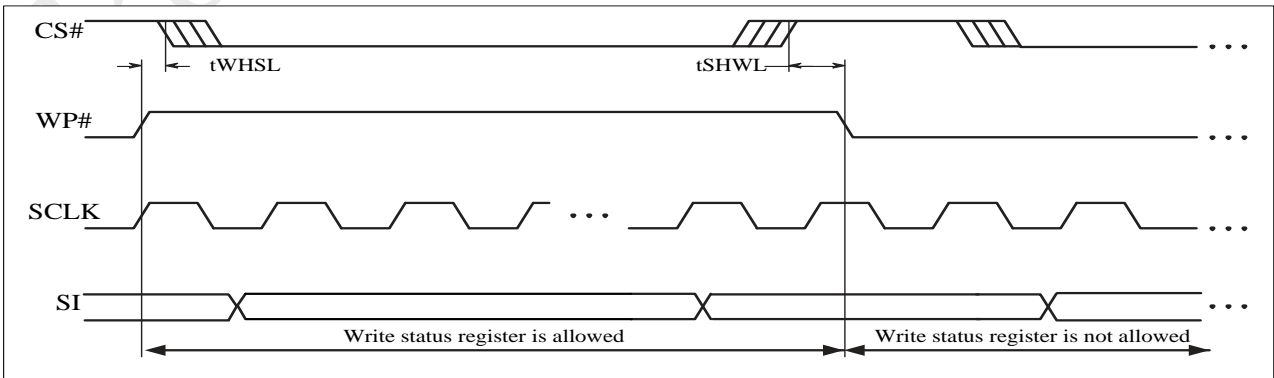 CS#
tWHSL
tSHWL
WP#
SCLK
SI
Write status register is allowed
Write status register is not allowed